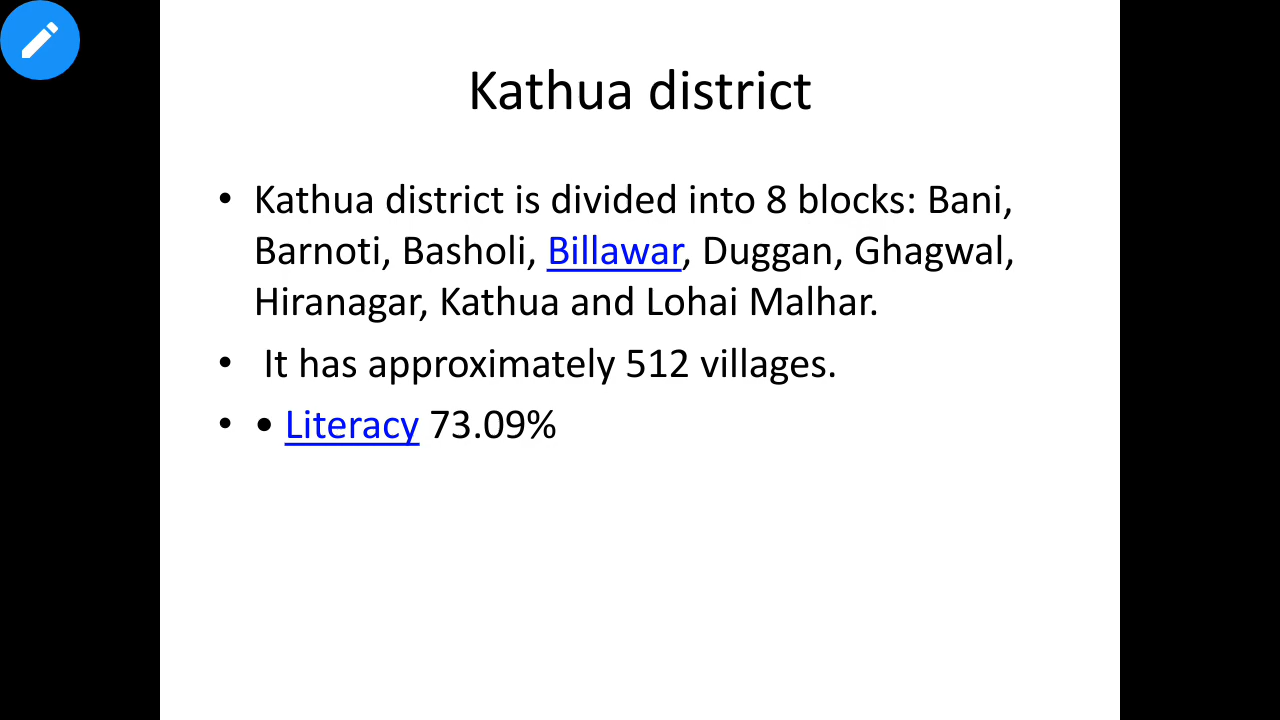 Kathua district
• Kathua district is divided into 8 blocks: Bani,
Barnoti, Basholi, Billawar, Duggan, Ghagwal,
Hiranagar, Kathua and Lohai Malhar.
• It has approximately 512 villages.
• • Literacy 73.09%